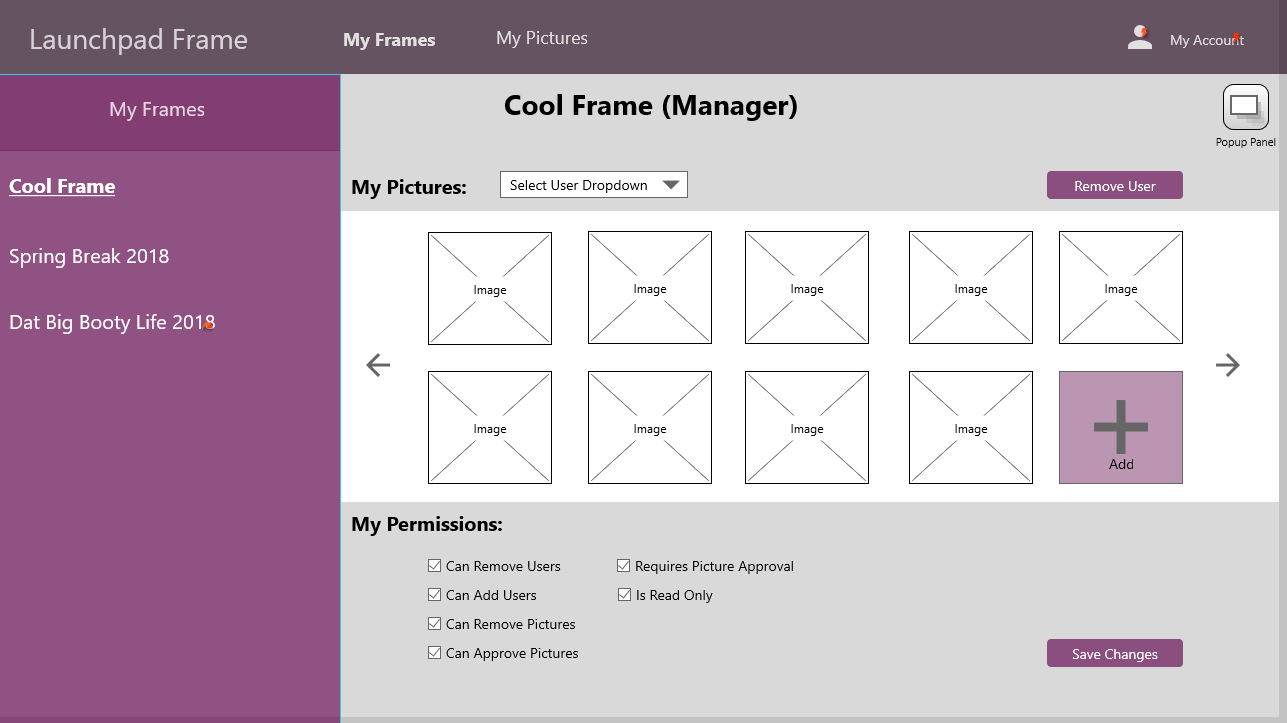 Launchpad Frame
My Frames
My Pictures
My Account
My Frames
Cool Frame
Spring Break 2018
Dat Big Booty Life 2018
Cool Frame (Manager)
Popup Panel
My Pictures:
Select User Dropdown
Remove User
Image
Image
Image
Image
Image
Image
Image
Image
Image
Add
My Permissions:
Can Remove Users
Requires Picture Approval
Can Add Users
Is Read Only
Can Remove Pictures
Can Approve Pictures
Save Changes